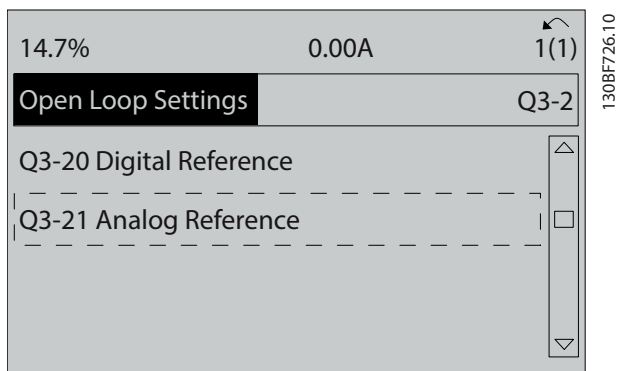 14.7% 0.00A 1(1)
Open Loop Settings Q3-2
Q3-20 Digital Reference
Q3-21 Analog Reference
130BF726.10